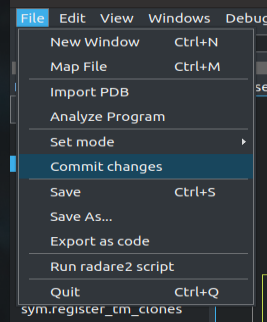 File Edit View Windows Debug
New Window Ctrl+N
Map File Ctrl+M
Import PDB
Analyze Program
Set mode
Commit changes
Save Ctrl+S
Save As...
Export as code
Run radare2 script
Quit Ctrl+Q
sym.register_tm_clones